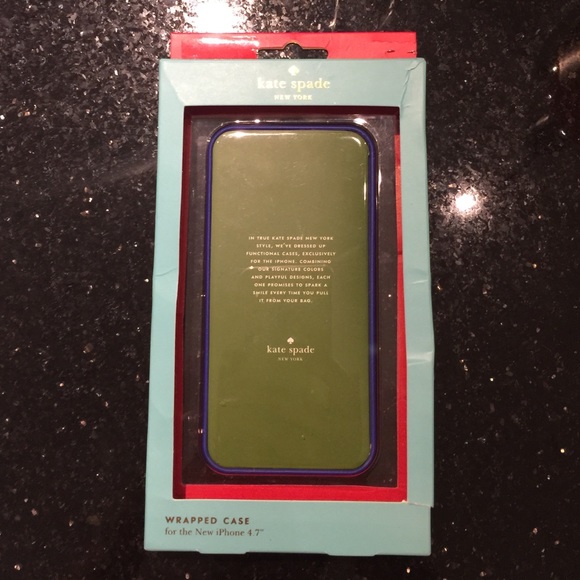 kate spade
NEW YORK
IN TRUE KATE SPADE NEW YORK
STYLE, WE'VE DRESSED UP
FUNCTIONAL CASES, EXCLUSIVELY
FOR THE IPHONE. COMBINING
OUR SIGNATURE COLORS
AND PLAYFUL DESIGNS, EACH
ONE PROMISES TO SPARK A
SMILE EVERY TIME YOU PULL
IT FROM YOUR BAG.
kate spade
NEW YORK
WRAPPED CASE
for the New iPhone 4.7"